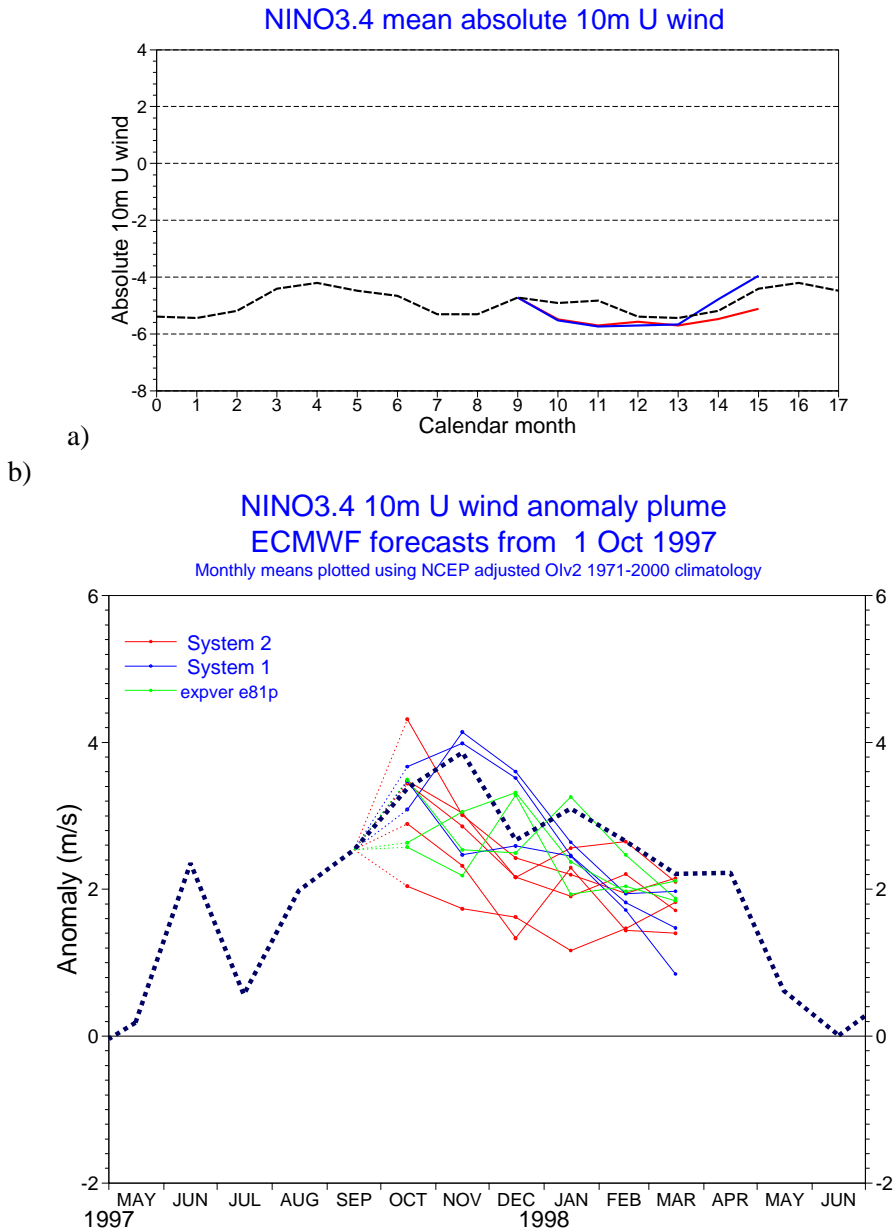 NINO3.4 mean absolute 10m U wind
4
2
0
-2
-4
-6
-8
Absolute 10m U wind
0 1 2 3 4 5 6 7 8 9 10 11 12 13 14 15 16 17
Calendar month
a)
b)
NINO3.4 10m U wind anomaly plume
ECMWF forecasts from 1 Oct 1997
Monthly means plotted using NCEP adjusted OIv2 1971-2000 climatology
6 6
System 2
System 1
expver e81p
4 4
2 2
Anomaly (m/s)
0 0
-2 -2
MAY JUN JUL AUG SEP OCT NOV DEC JAN FEB MAR APR MAY JUN
1997 1998